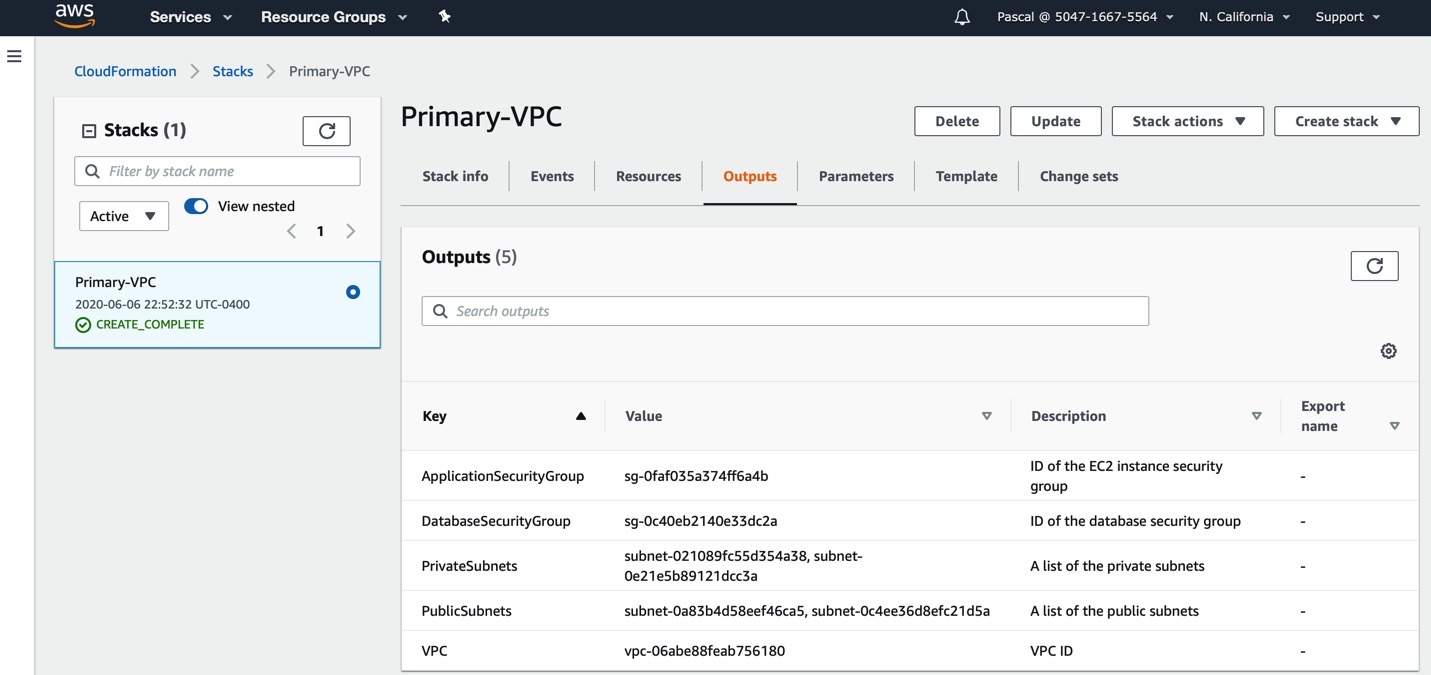 aws
Services
Resource Groups
Pascal @ 5047-1667-5564
N. California
Support
CloudFormation
Stacks
Primary-VPC
Stacks (1)
Filter by stack name
Active
View nested
1
Primary-VPC
2020-06-06 22:52:32 UTC-0400
CREATE_COMPLETE
Primary-VPC
Delete
Update
Stack actions
Create stack
Stack info
Events
Resources
Outputs
Parameters
Template
Change sets
Outputs (5)
Search outputs
Key
Value
Description
Export
name
ApplicationSecurityGroup
sg-0faf035a374ff6a4b
ID of the EC2 instance security
group
-
DatabaseSecurityGroup
sg-0c40eb2140e33dc2a
ID of the database security group
-
PrivateSubnets
subnet-021089fc55d354a38, subnet-
0e21e5b89121dcc3a
A list of the private subnets
-
PublicSubnets
subnet-0a83b4d58eef46ca5, subnet-0c4ee36d8efc21d5a
A list of the public subnets
-
VPC
vpc-06abe88feab756180
VPC ID
-